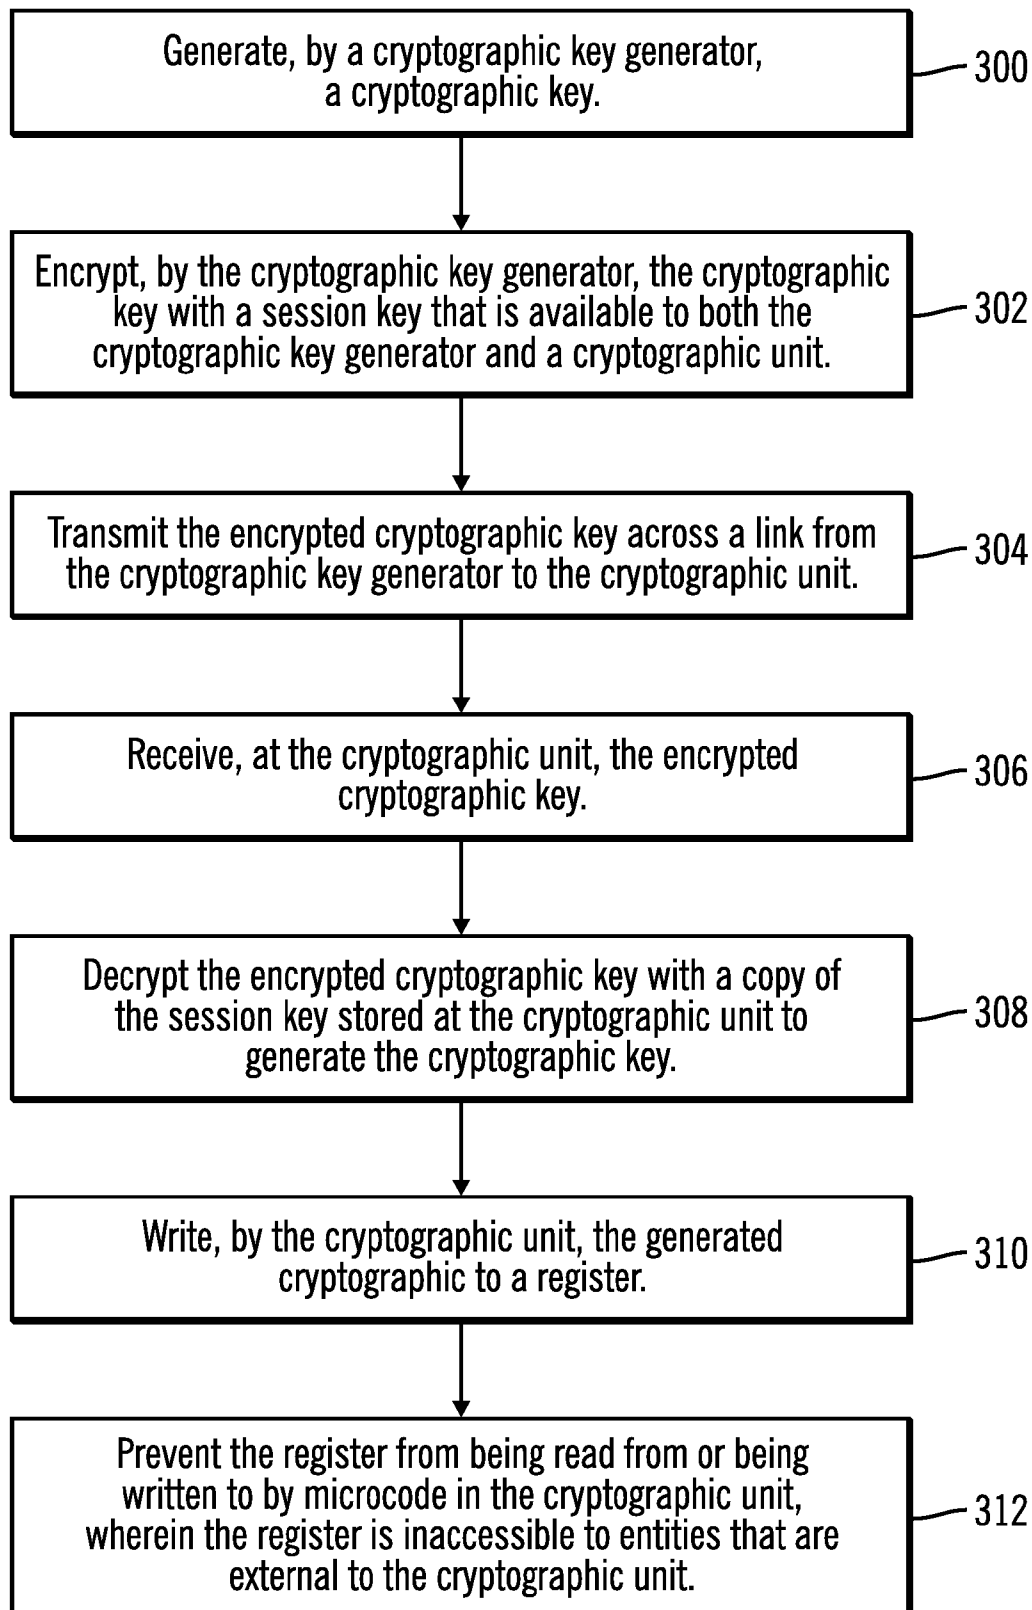 Generate, by a cryptographic key generator,
a cryptographic key.
300
Encrypt, by the cryptographic key generator, the cryptographic
key with a session key that is available to both the
cryptographic key generator and a cryptographic unit.
302
Transmit the encrypted cryptographic key across a link from
the cryptographic key generator to the cryptographic unit.
304
Receive, at the cryptographic unit, the encrypted
cryptographic key.
306
Decrypt the encrypted cryptographic key with a copy of
the session key stored at the cryptographic unit to
generate the cryptographic key.
308
Write, by the cryptographic unit, the generated
cryptographic to a register.
310
Prevent the register from being read from or being
written to by microcode in the cryptographic unit,
wherein the register is inaccessible to entities that are
external to the cryptographic unit.
312